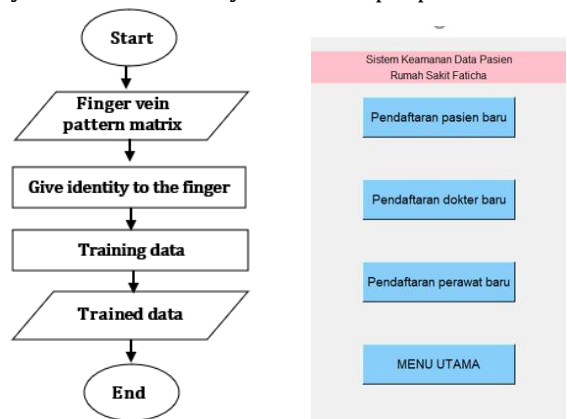 Start
Finger vein
pattern matrix
Give identity to the finger
Training data
Trained data
End
Sistem Keamanan Data Pasien
Rumah Sakit Faticha
Pendaftaran pasien baru
Pendaftaran dokter baru
Pendaftaran perawat baru
MENU UTAMA